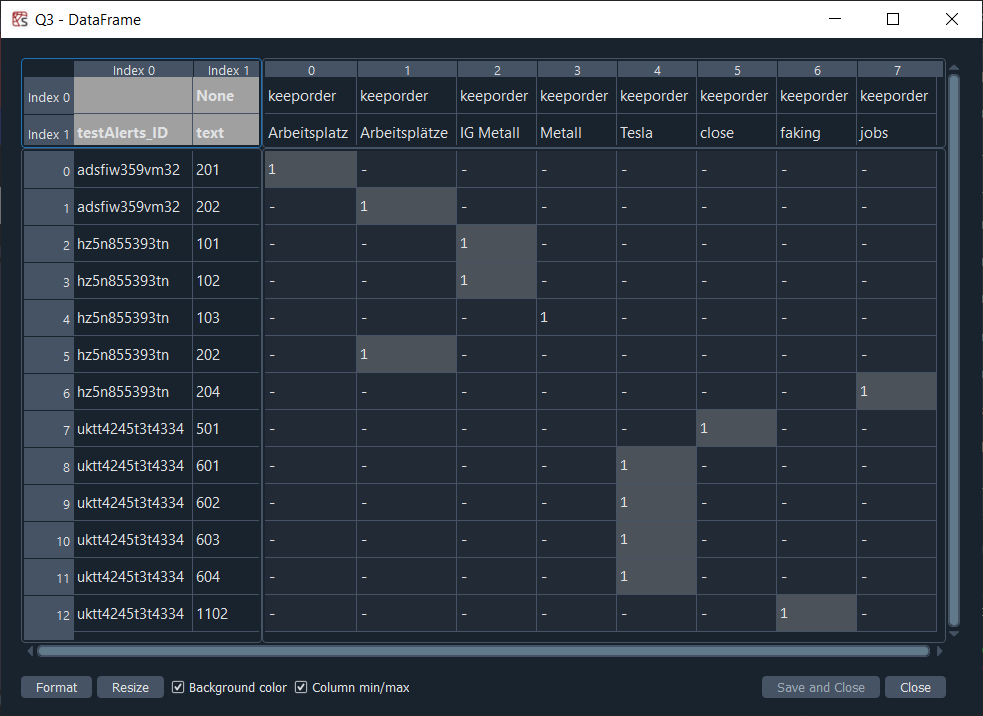 Q3 - DataFrame
Index 0 Index 1 0 1 2 3 4 5 6 7
Index 0 None keeporder keeporder keeporder keeporder keeporder keeporder keeporder keeporder
Index 1 testAlerts_ID text Arbeitsplatz Arbeitsplätze IG Metall Metall Tesla close faking jobs
0 adsfiw359vm32 201 1 - - - - - - -
1 adsfiw359vm32 202 - 1 - - - - - -
2 hz5n855393tn 101 - - 1 - - - - -
3 hz5n855393tn 102 - - 1 - - - - -
4 hz5n855393tn 103 - - - 1 - - - -
5 hz5n855393tn 202 - 1 - - - - - -
6 hz5n855393tn 204 - - - - - - - 1
7 uktt4245t3t4334 501 - - - - - 1 - -
8 uktt4245t3t4334 601 - - - - 1 - - -
9 uktt4245t3t4334 602 - - - - 1 - - -
10 uktt4245t3t4334 603 - - - - 1 - - -
11 uktt4245t3t4334 604 - - - - 1 - - -
12 uktt4245t3t4334 1102 - - - - - - 1 -
Format Resize Background color Column min/max Save and Close Close